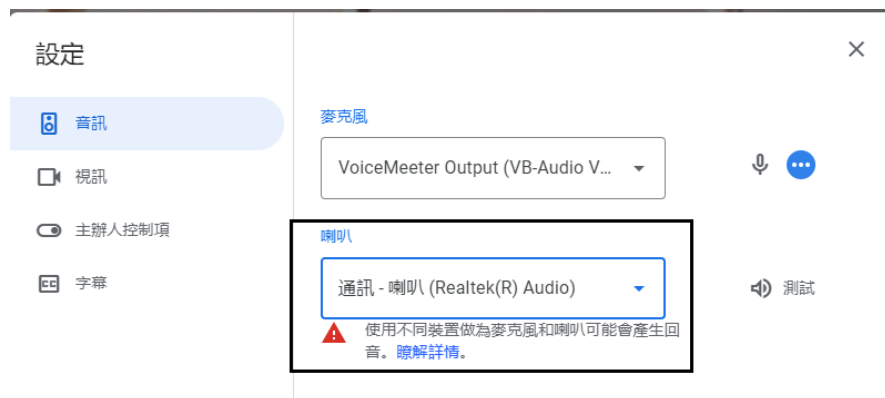 設定
音訊
視訊
主辦人控制項
CC 字幕
麥克風
VoiceMeeter Output (VB-Audio V...
喇叭
通訊 - 喇叭 (Realtek(R) Audio)
測試
使用不同裝置做為麥克風和喇叭可能會產生回
音。瞭解詳情。